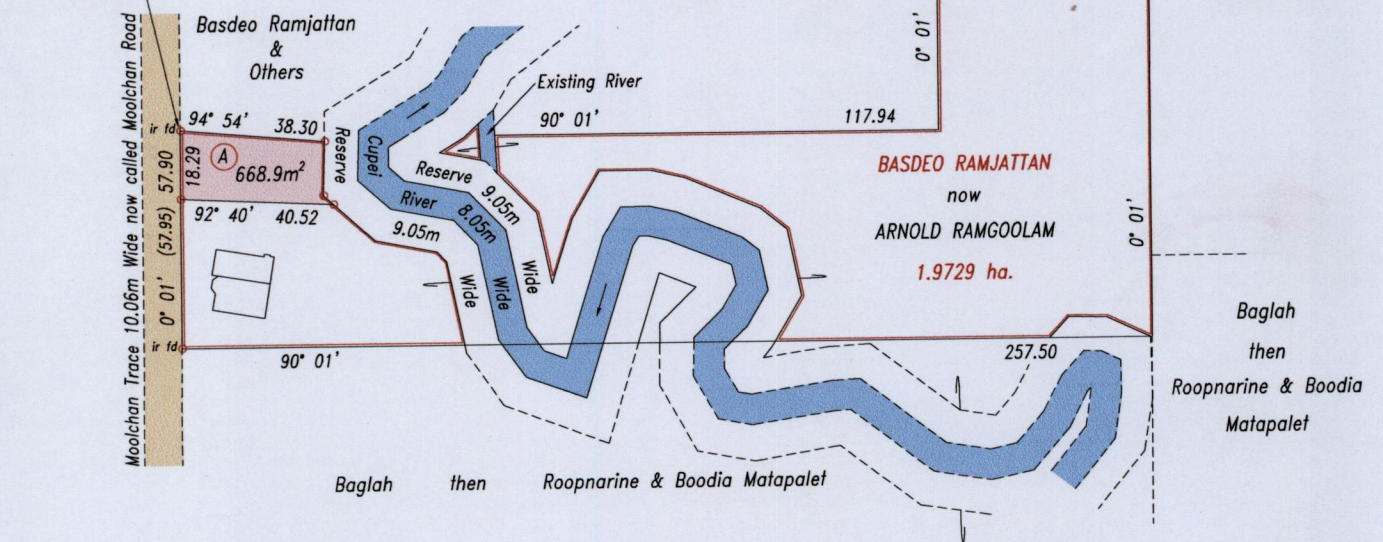 Basdeo Ramjattan
&
Others
Moolchan Trace 10.06m Wide now called Moolchan Road
ir fd
94° 54'
38.30
18.29
57.90
(57.95)
0° 01'
A
668.9m²
92° 40'
40.52
ir fd
90° 01'
Reserve
Cupei
River
8.05m
Wide
9.05m
Wide
Reserve
9.05m
Wide
Existing River
90° 01'
117.94
0° 01'
BASDEO RAMJATTAN
now
ARNOLD RAMGOOLAM
1.9729 ha.
0° 01'
257.50
Baglah
then
Roopnarine & Boodia
Matapalet
Baglah then Roopnarine & Boodia Matapalet